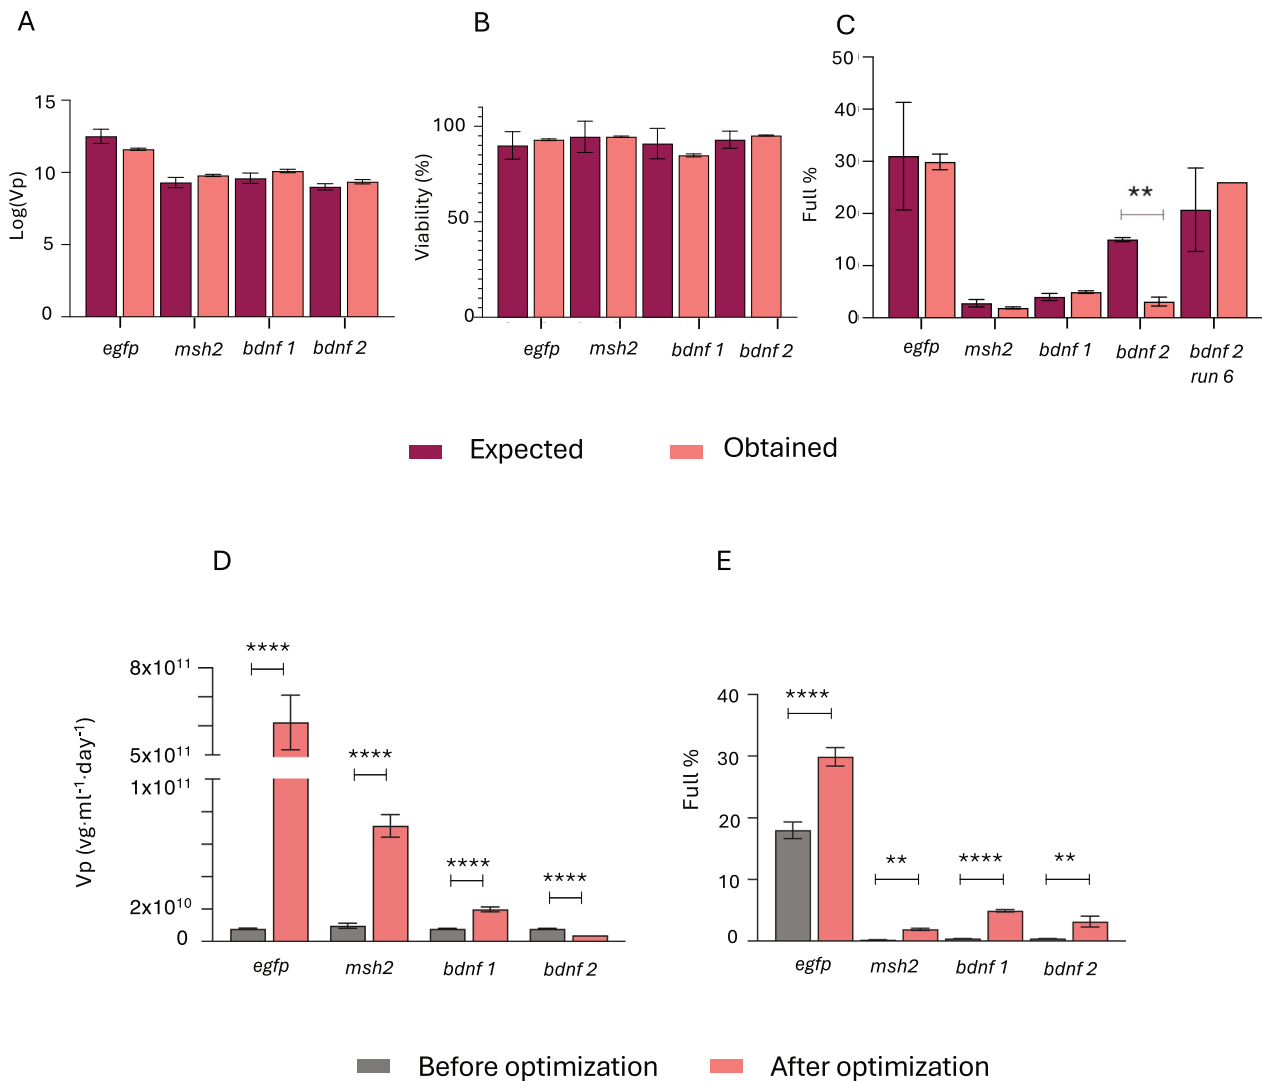 A
B
C
15
10
5
0
Log(Vp)
egfp
msh2
bdnf 1
bdnf 2
100
50
0
Viability (%)
egfp
msh2
bdnf 1
bdnf 2
50
40
30
20
10
0
Full %
**
egfp
msh2
bdnf 1
bdnf 2
bdnf 2
run 6
Expected
Obtained
D
E
8x10¹¹
5x10¹¹
1x10¹¹
2x10¹⁰
0
Vp (vg·ml⁻¹·day⁻¹)
****
****
****
****
egfp
msh2
bdnf 1
bdnf 2
40
30
20
10
0
Full %
****
**
****
**
egfp
msh2
bdnf 1
bdnf 2
Before optimization
After optimization